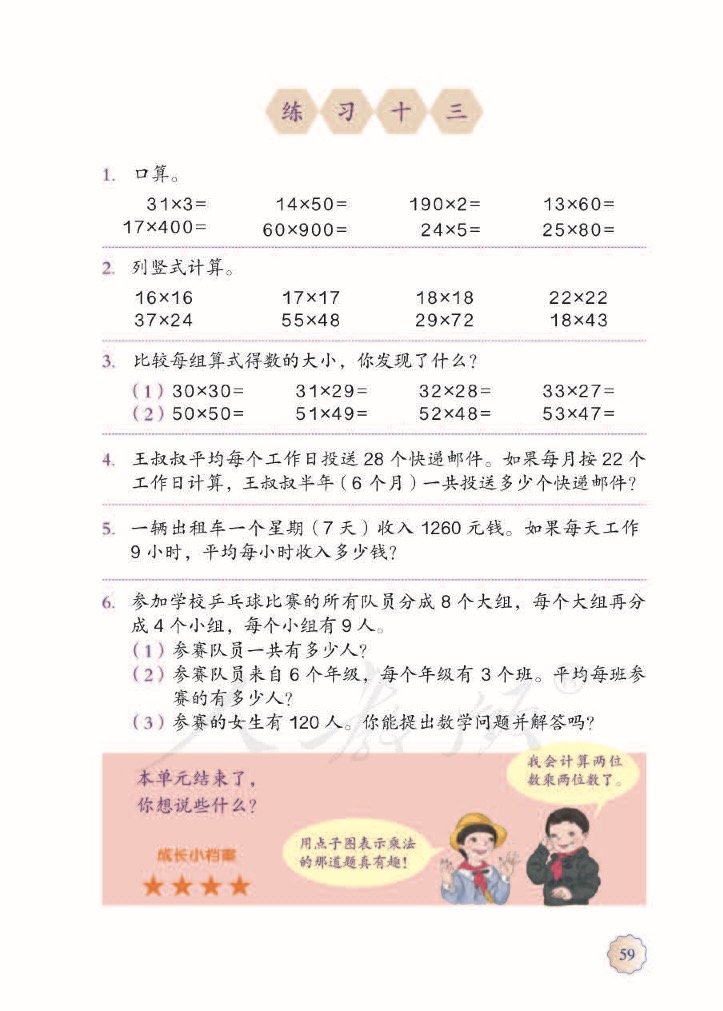 练习十三
1. 口算。
31×3= 14×50= 190×2= 13×60=
17×400= 60×900= 24×5= 25×80=
2. 列竖式计算。
16×16 17×17 18×18 22×22
37×24 55×48 29×72 18×43
3. 比较每组算式得数的大小，你发现了什么？
（1）30×30= 31×29= 32×28= 33×27=
（2）50×50= 51×49= 52×48= 53×47=
4. 王叔叔平均每个工作日投送 28 个快递邮件。如果每月按 22 个
工作日计算，王叔叔半年（6 个月）一共投送多少个快递邮件？
5. 一辆出租车一个星期（7 天）收入 1260 元钱。如果每天工作
9 小时，平均每小时收入多少钱？
6. 参加学校乒乓球比赛的所有队员分成 8 个大组，每个大组再分
成 4 个小组，每个小组有 9 人。
（1）参赛队员一共有多少人？
（2）参赛队员来自 6 个年级，每个年级有 3 个班。平均每班参
赛的有多少人？
（3）参赛的女生有 120 人。你能提出数学问题并解答吗？
人教领®
本单元结束了，
你想说些什么？
成长小档案
用点子图表示乘法
的那道题真有趣！
我会计算两位
数乘两位数了。
59